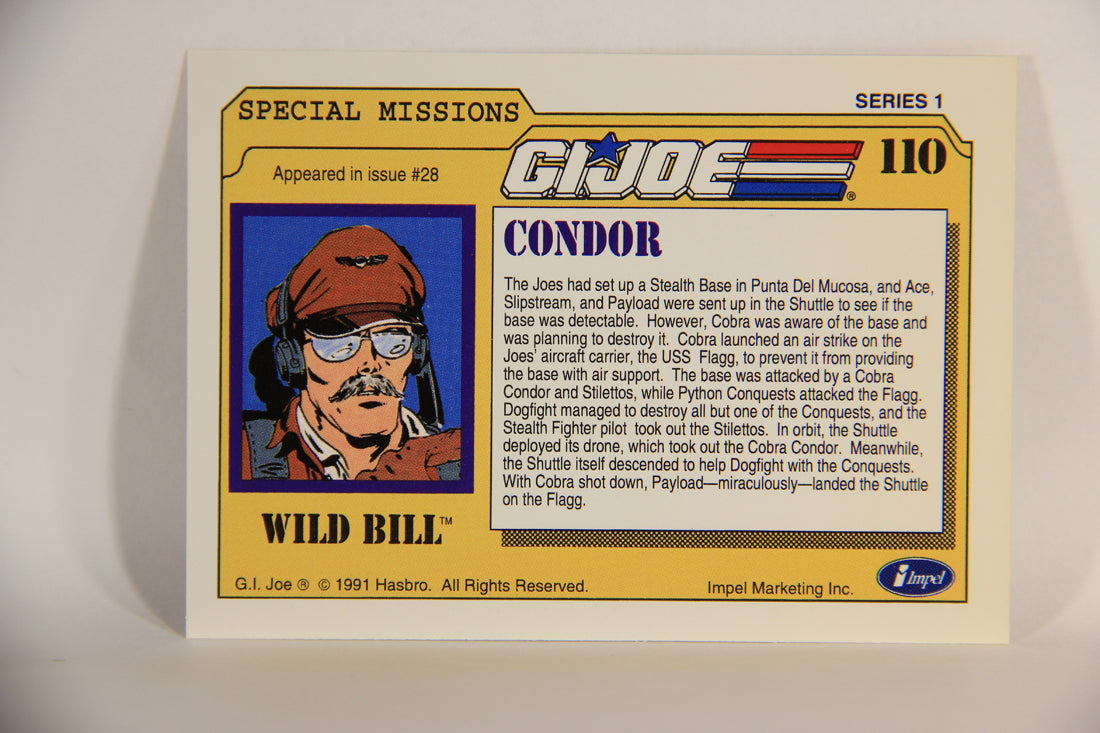 SPECIAL MISSIONS
SERIES 1
Appeared in issue #28
G.I. JOE ®
110
CONDOR
The Joes had set up a Stealth Base in Punta Del Mucosa, and Ace,
Slipstream, and Payload were sent up in the Shuttle to see if the
base was detectable. However, Cobra was aware of the base and
was planning to destroy it. Cobra launched an air strike on the
Joes' aircraft carrier, the USS Flagg, to prevent it from providing
the base with air support. The base was attacked by a Cobra
Condor and Stilettos, while Python Conquests attacked the Flagg.
Dogfight managed to destroy all but one of the Conquests, and the
Stealth Fighter pilot took out the Stilettos. In orbit, the Shuttle
deployed its drone, which took out the Cobra Condor. Meanwhile,
the Shuttle itself descended to help Dogfight with the Conquests.
With Cobra shot down, Payload—miraculously—landed the Shuttle
on the Flagg.
WILD BILL™
G.I. Joe ® © 1991 Hasbro. All Rights Reserved.
Impel Marketing Inc.
Impel